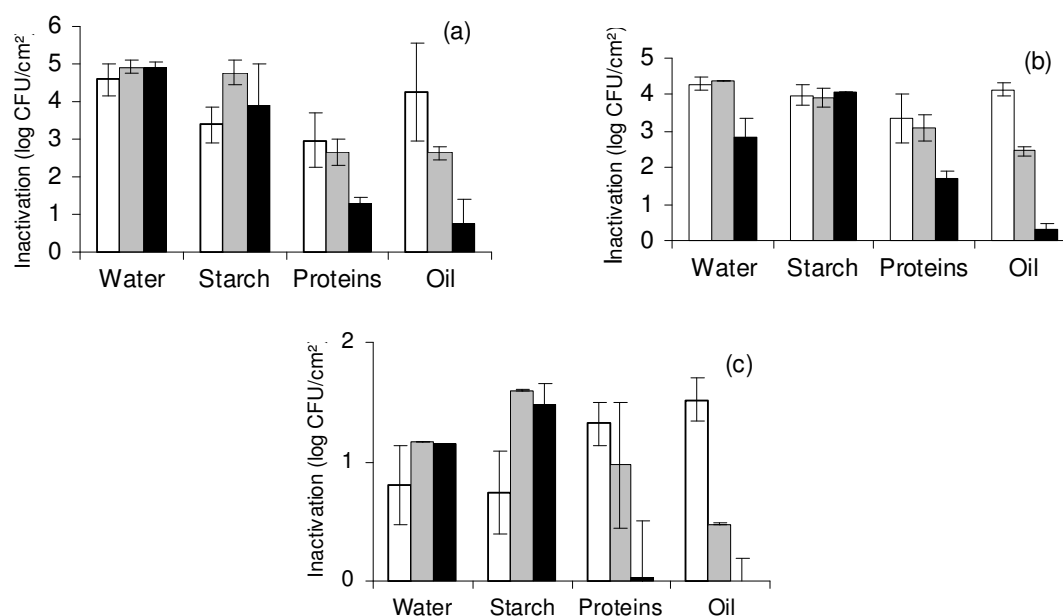 (a)
Inactivation (log CFU/cm²)
6
5
4
3
2
1
0
Water Starch Proteins Oil
(b)
Inactivation (log CFU/cm²)
5
4
3
2
1
0
Water Starch Proteins Oil
(c)
Inactivation (log CFU/cm²)
2
1
0
Water Starch Proteins Oil